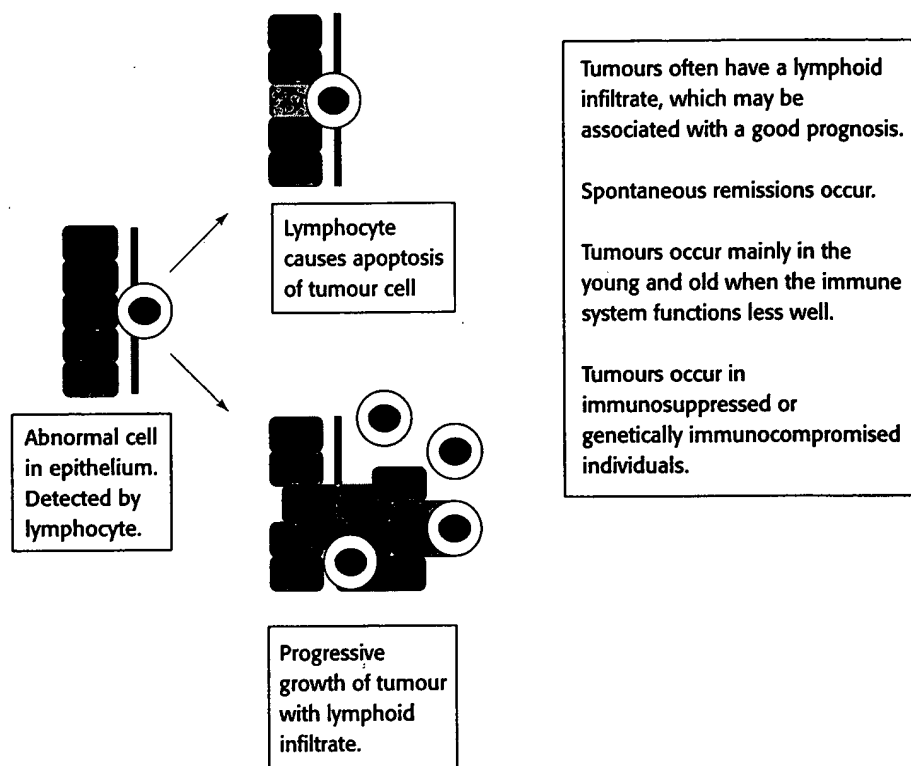 Lymphocyte
causes apoptosis
of tumour cell
Abnormal cell
in epithelium.
Detected by
lymphocyte.
Progressive
growth of tumour
with lymphoid
infiltrate.
Tumours often have a lymphoid
infiltrate, which may be
associated with a good prognosis.
Spontaneous remissions occur.
Tumours occur mainly in the
young and old when the immune
system functions less well.
Tumours occur in
immunosuppressed or
genetically immunocompromised
individuals.